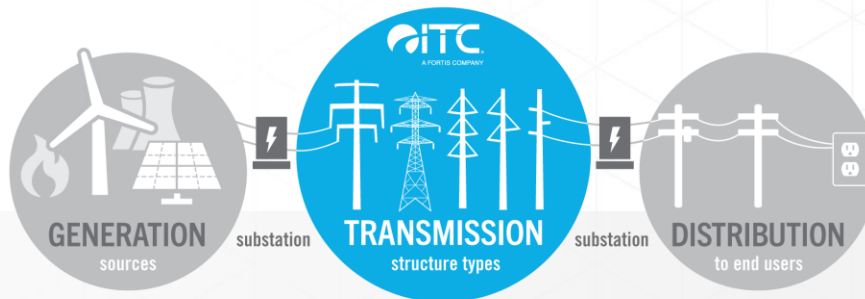 ITC
A FORTIS COMPANY
GENERATION
sources
substation
TRANSMISSION
structure types
substation
DISTRIBUTION
to end users